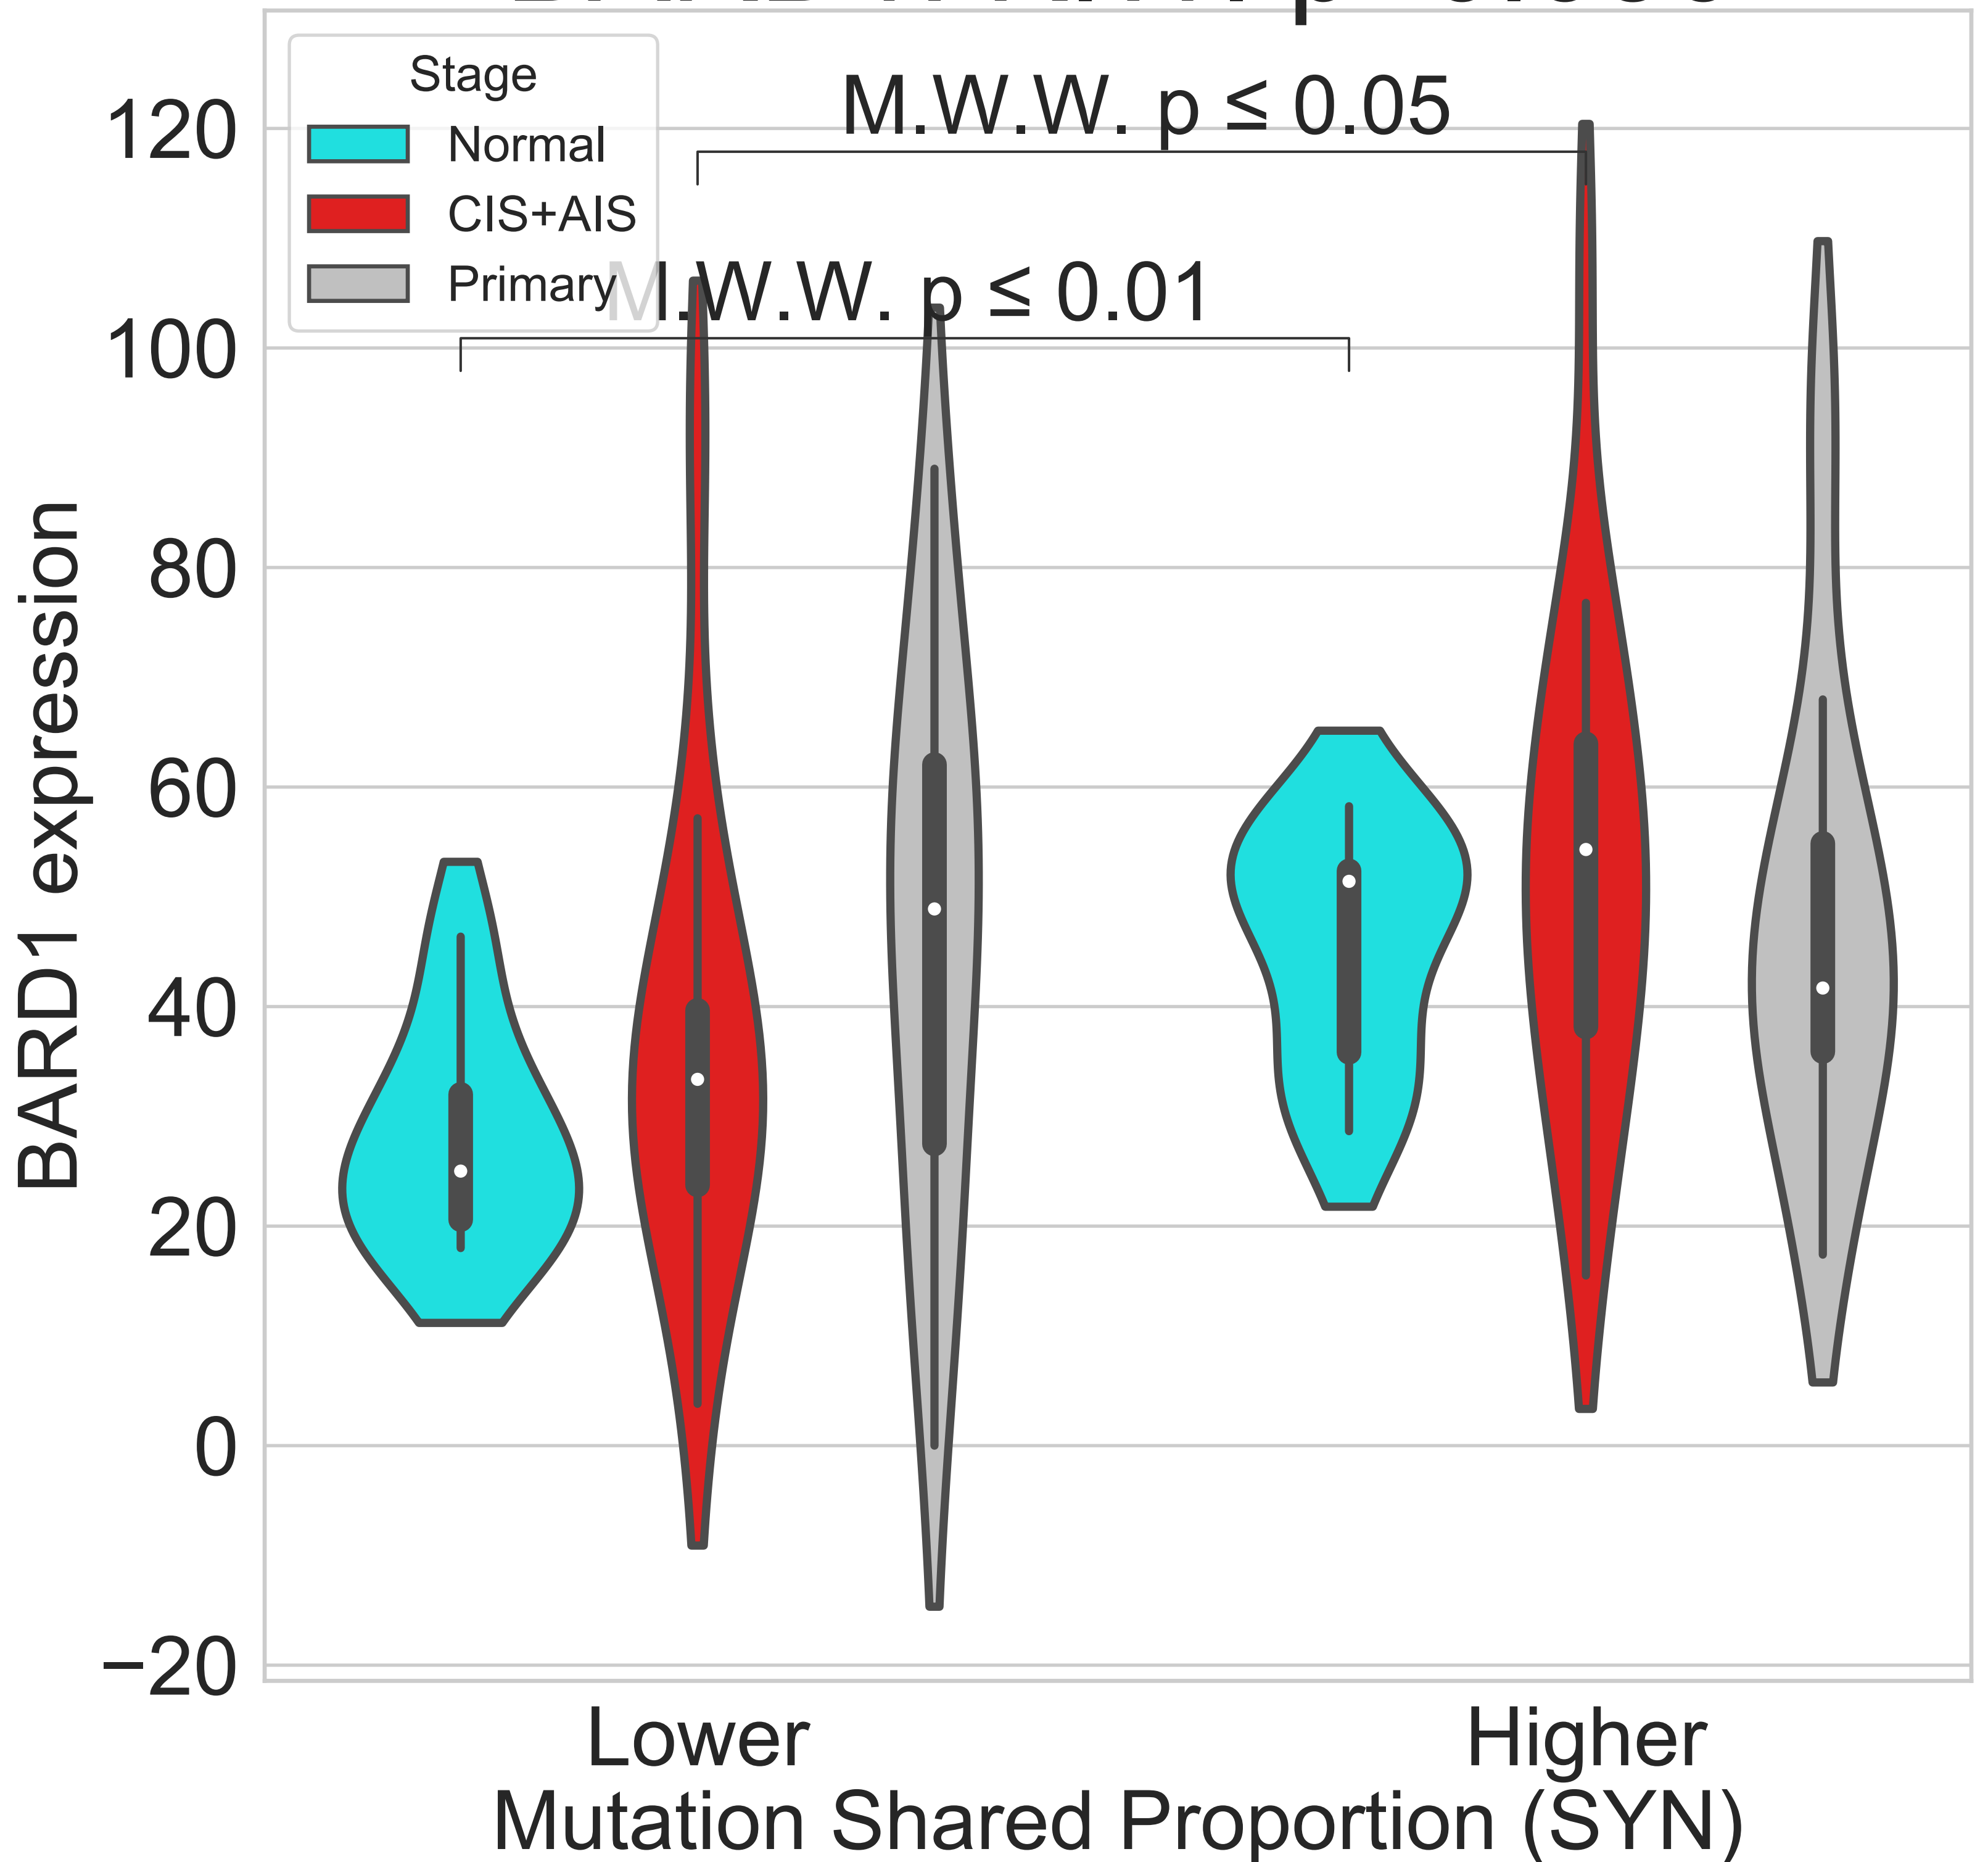 Stage
Normal
CIS+AIS
Primary
M.W.W. p ≤ 0.05
M.W.W. p ≤ 0.01
120
100
80
60
40
20
0
−20
BARD1 expression
Lower
Higher
Mutation Shared Proportion (SYN)